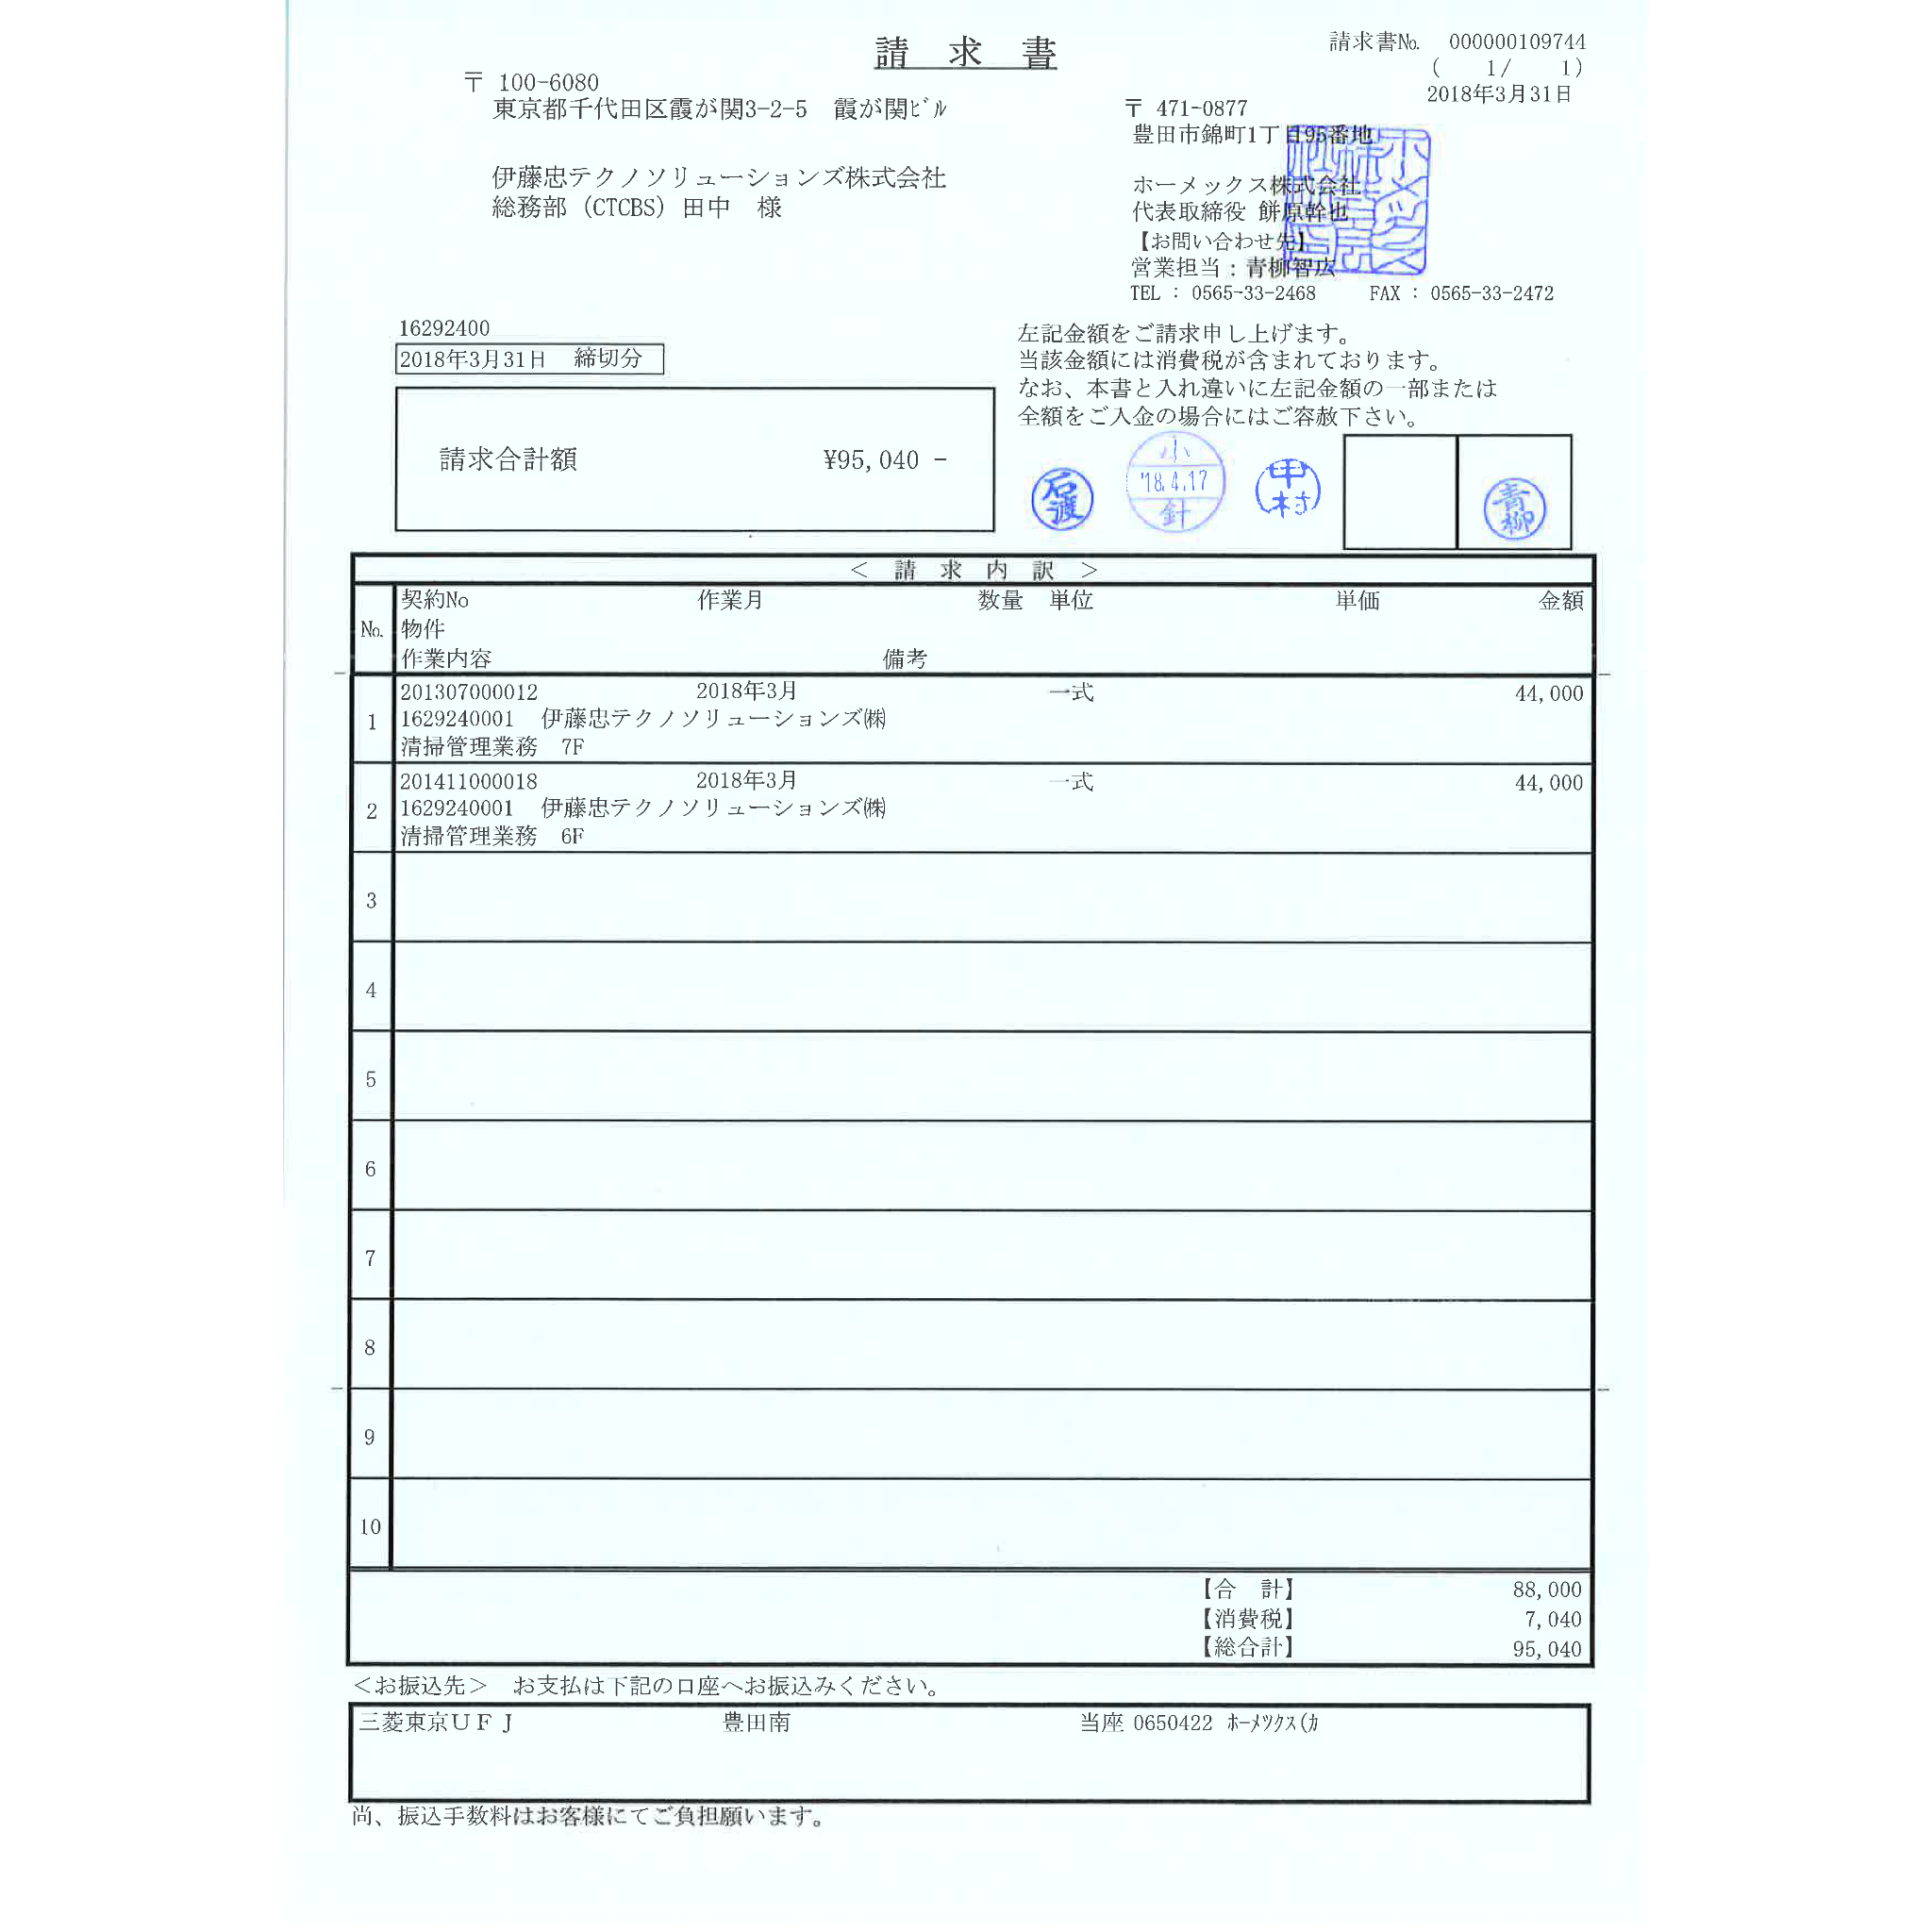 請 求 書
請求書No. 000000109744
( 1/ 1)
2018年3月31日
〒 100-6080
東京都千代田区霞が関3-2-5 霞が関ﾋﾞﾙ
伊藤忠テクノソリューションズ株式会社
総務部（CTCBS）田中 様
〒 471-0877
豊田市錦町1丁目95番地
ホーメックス株式会社
代表取締役 餅原幹也
【お問い合わせ先】
営業担当：青柳智広
TEL : 0565-33-2468 FAX : 0565-33-2472
16292400
2018年3月31日 締切分
左記金額をご請求申し上げます。
当該金額には消費税が含まれております。
なお、本書と入れ違いに左記金額の一部または
全額をご入金の場合にはご容赦下さい。
請求合計額 ¥95,040 -
石渡
小
'18.4.17
針
中村
青柳
＜ 請 求 内 訳 ＞
No.
契約No 作業月 数量 単位 単価 金額
物件
作業内容 備考
1
201307000012 2018年3月 一式 44,000
1629240001 伊藤忠テクノソリューションズ㈱
清掃管理業務 7F
2
201411000018 2018年3月 一式 44,000
1629240001 伊藤忠テクノソリューションズ㈱
清掃管理業務 6F
3
4
5
6
7
8
9
10
【合 計】 88,000
【消費税】 7,040
【総合計】 95,040
＜お振込先＞ お支払は下記の口座へお振込みください。
三菱東京ＵＦＪ 豊田南 当座 0650422 ﾎｰﾒﾂｸｽ(ｶ
尚、振込手数料はお客様にてご負担願います。